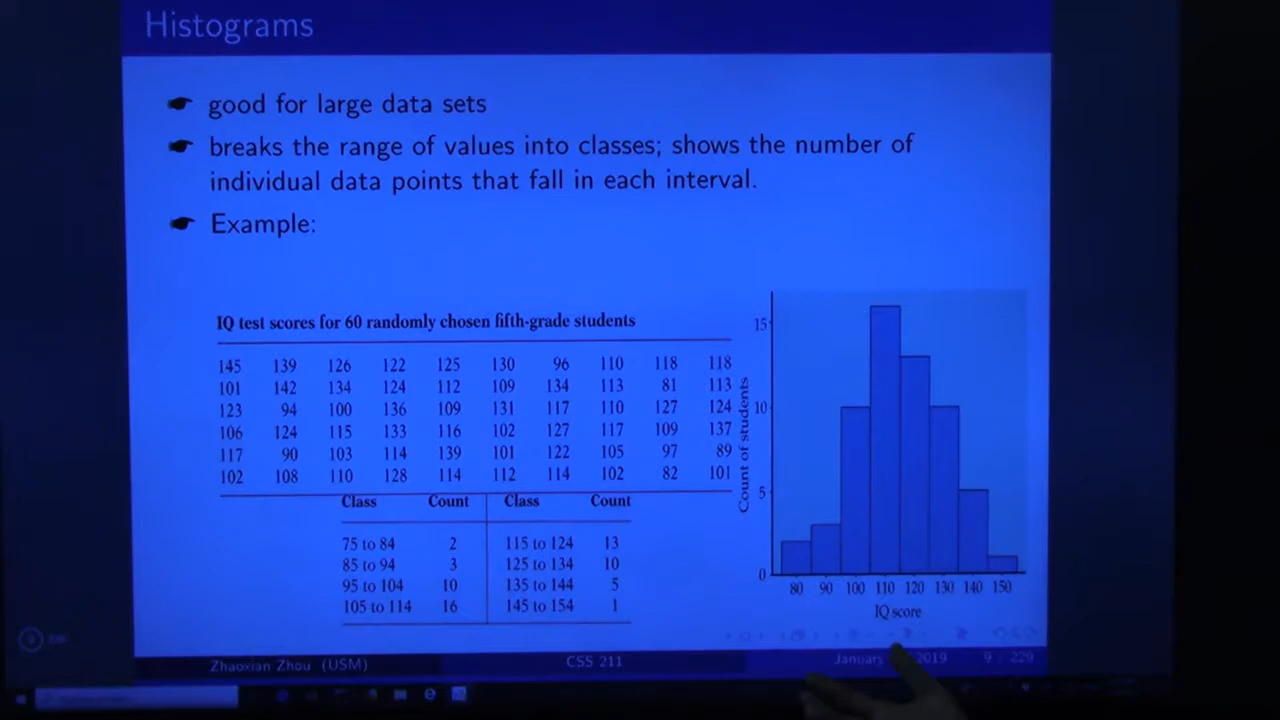 Histograms
good for large data sets
breaks the range of values into classes; shows the number of
individual data points that fall in each interval.
Example:
IQ test scores for 60 randomly chosen fifth-grade students
145 139 126 122 125 130 96 110 118 118
101 142 134 124 112 109 134 113 81 113
123 94 100 136 109 131 117 110 127 124
106 124 115 133 116 102 127 117 109 137
117 90 103 114 139 101 122 105 97 89
102 108 110 128 114 112 114 102 82 101
Class Count Class Count
75 to 84 2 115 to 124 13
85 to 94 3 125 to 134 10
95 to 104 10 135 to 144 5
105 to 114 16 145 to 154 1
Count of students
15
10
5
0
80 90 100 110 120 130 140 150
IQ score
Zhaoxian Zhou (USM) CSS 211 January 2019 9 / 229